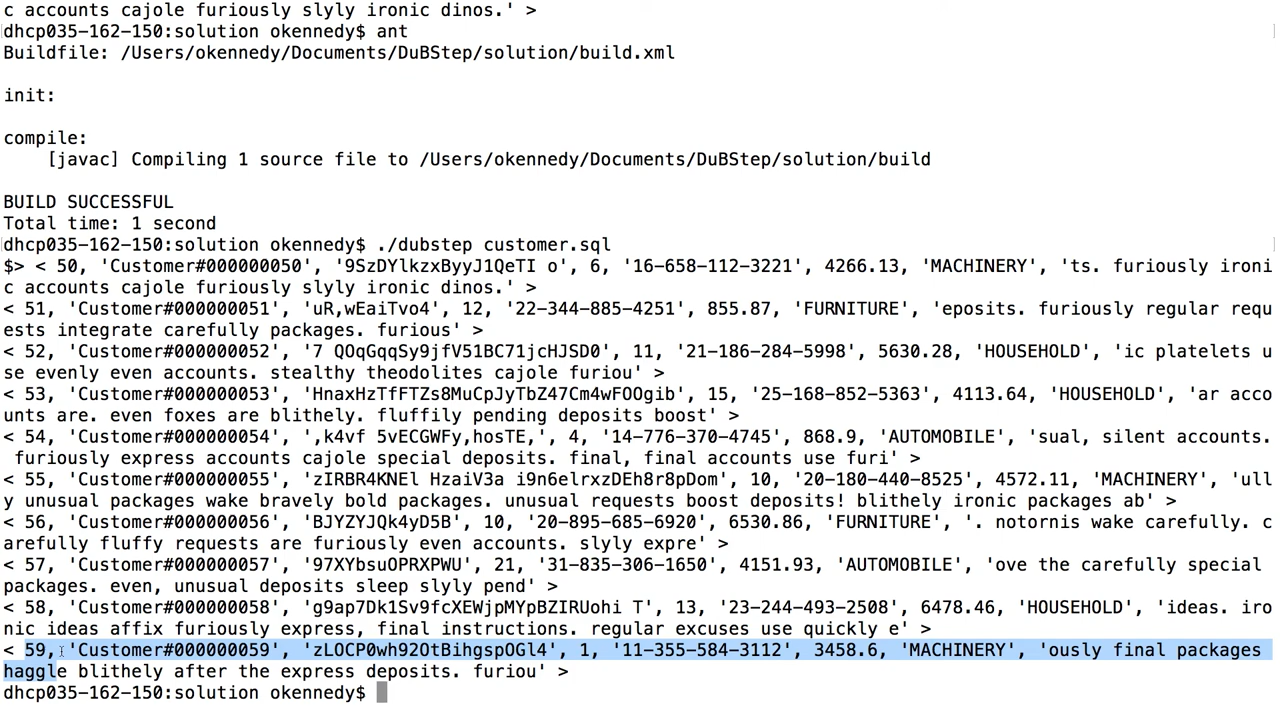 c accounts cajole furiously slyly ironic dinos.' >
dhcp035-162-150:solution okennedy$ ant
Buildfile: /Users/okennedy/Documents/DuBStep/solution/build.xml
init:
compile:
[javac] Compiling 1 source file to /Users/okennedy/Documents/DuBStep/solution/build
BUILD SUCCESSFUL
Total time: 1 second
dhcp035-162-150:solution okennedy$ ./dubstep customer.sql
$> < 50, 'Customer#000000050', '9SzDYlkzxByyJ1QeTI o', 6, '16-658-112-3221', 4266.13, 'MACHINERY', 'ts. furiously ironi
c accounts cajole furiously slyly ironic dinos.' >
< 51, 'Customer#000000051', 'uR,wEaiTvo4', 12, '22-344-885-4251', 855.87, 'FURNITURE', 'eposits. furiously regular requ
ests integrate carefully packages. furious' >
< 52, 'Customer#000000052', '7 QOqGqqSy9jfV51BC71jcHJSD0', 11, '21-186-284-5998', 5630.28, 'HOUSEHOLD', 'ic platelets u
se evenly even accounts. stealthy theodolites cajole furiou' >
< 53, 'Customer#000000053', 'HnaxHzTfFTZs8MuCpJyTbZ47Cm4wFOOgib', 15, '25-168-852-5363', 4113.64, 'HOUSEHOLD', 'ar acco
unts are. even foxes are blithely. fluffily pending deposits boost' >
< 54, 'Customer#000000054', ',k4vf 5vECGWFy,hosTE,', 4, '14-776-370-4745', 868.9, 'AUTOMOBILE', 'sual, silent accounts.
furiously express accounts cajole special deposits. final, final accounts use furi' >
< 55, 'Customer#000000055', 'zIRBR4KNEl HzaiV3a i9n6elrxzDEh8r8pDom', 10, '20-180-440-8525', 4572.11, 'MACHINERY', 'ull
y unusual packages wake bravely bold packages. unusual requests boost deposits! blithely ironic packages ab' >
< 56, 'Customer#000000056', 'BJYZYJQk4yD5B', 10, '20-895-685-6920', 6530.86, 'FURNITURE', '. notornis wake carefully. c
arefully fluffy requests are furiously even accounts. slyly expre' >
< 57, 'Customer#000000057', '97XYbsuOPRXPWU', 21, '31-835-306-1650', 4151.93, 'AUTOMOBILE', 'ove the carefully special
packages. even, unusual deposits sleep slyly pend' >
< 58, 'Customer#000000058', 'g9ap7Dk1Sv9fcXEWjpMYpBZIRUohi T', 13, '23-244-493-2508', 6478.46, 'HOUSEHOLD', 'ideas. iro
nic ideas affix furiously express, final instructions. regular excuses use quickly e' >
< 59, 'Customer#000000059', 'zLOCP0wh92OtBihgspOGl4', 1, '11-355-584-3112', 3458.6, 'MACHINERY', 'ously final packages
haggle blithely after the express deposits. furiou' >
dhcp035-162-150:solution okennedy$